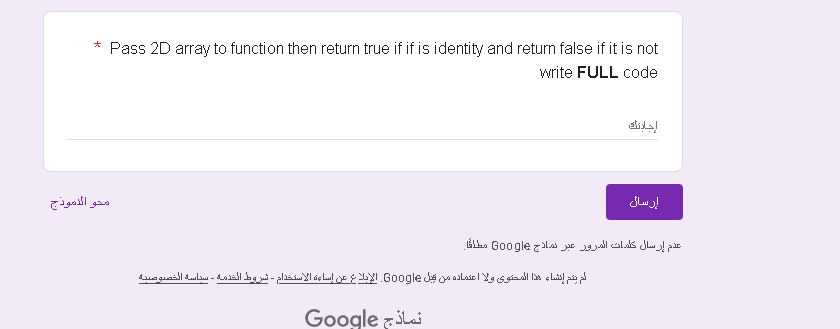 * Pass 2D array to function then return true if if is identity and return false if it is not
write FULL code
إجابتك
إرسال
محو النموذج
عدم إرسال كلمات المرور عبر نماذج Google مطلقًا.
لم يتم إنشاء هذا المحتوى ولا اعتماده من قِبل Google. الإبلاغ عن إساءة الاستخدام - شروط الخدمة - سياسة الخصوصية
نماذج Google